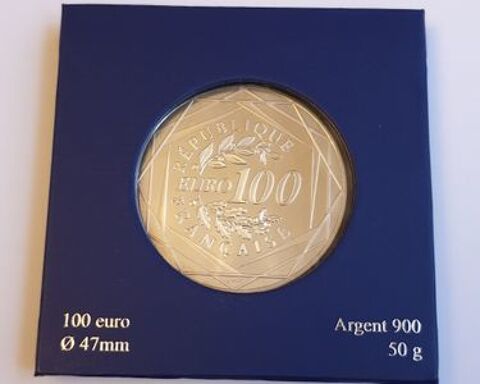 RÉPUBLIQUE
EURO 100
FRANÇAISE
100 euro
Argent 900
Ø 47mm
50 g